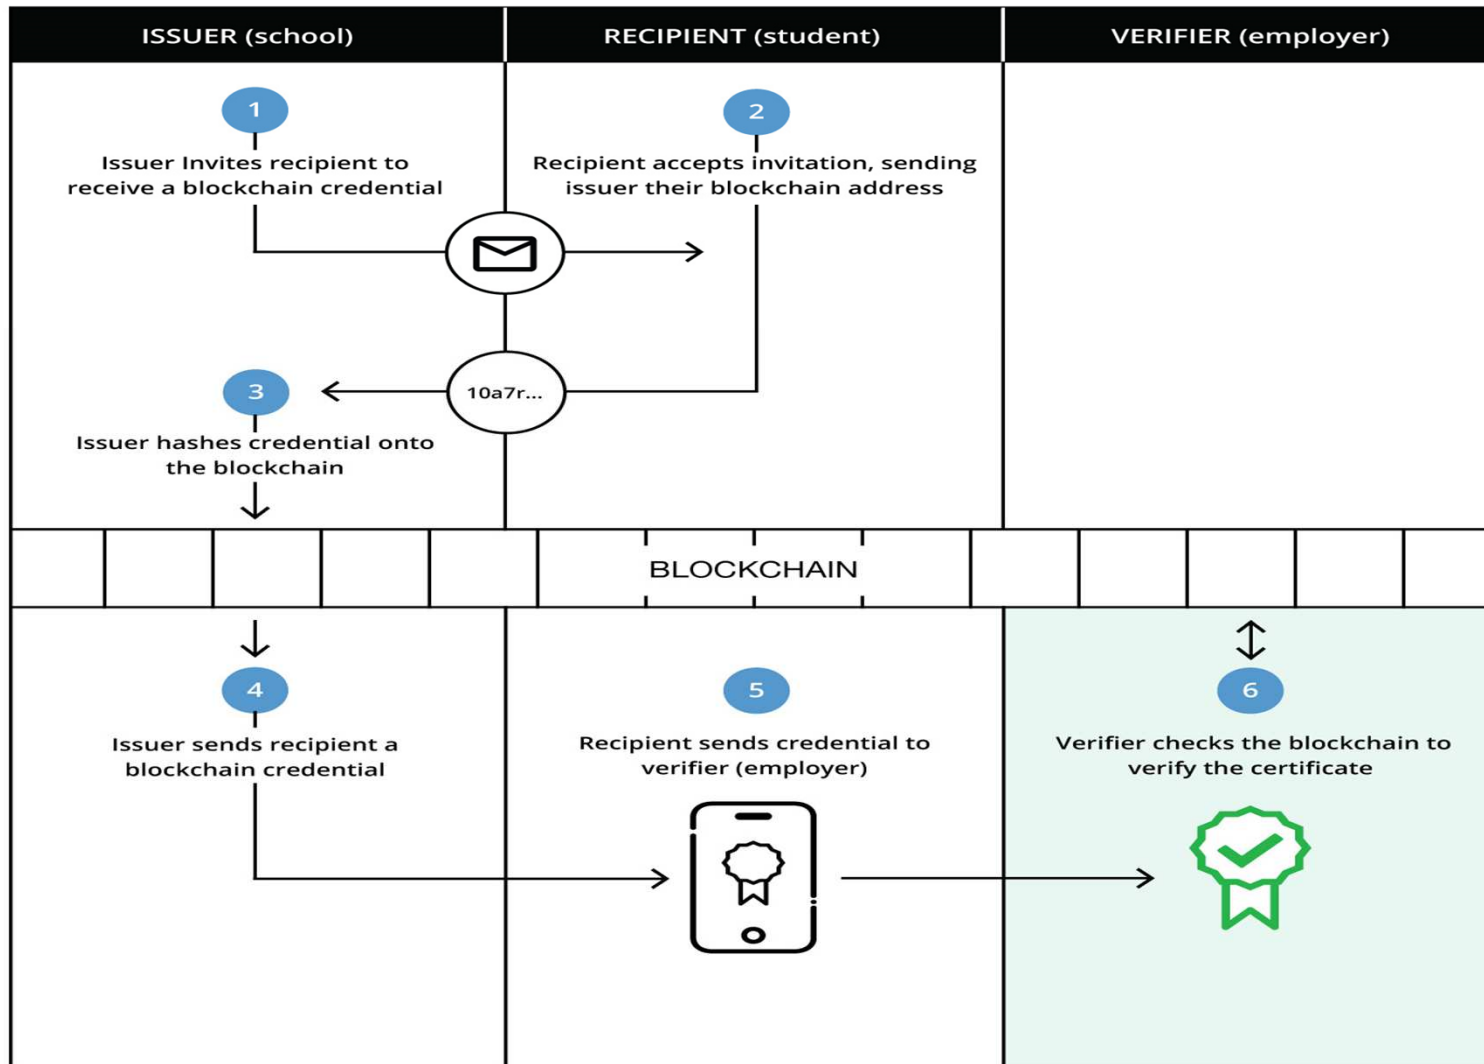 ISSUER (school)
RECIPIENT (student)
VERIFIER (employer)
1
Issuer Invites recipient to
receive a blockchain credential
2
Recipient accepts invitation, sending
issuer their blockchain address
10a7r...
3
Issuer hashes credential onto
the blockchain
BLOCKCHAIN
4
Issuer sends recipient a
blockchain credential
5
Recipient sends credential to
verifier (employer)
6
Verifier checks the blockchain to
verify the certificate